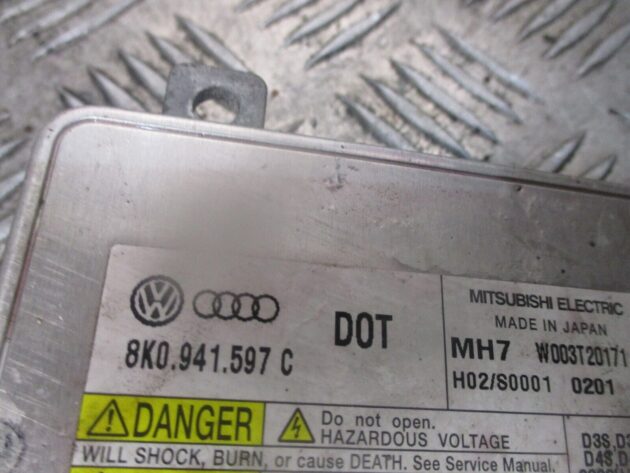 DOT
8K0.941.597 C
MITSUBISHI ELECTRIC
MADE IN JAPAN
MH7 W003T20171
H02/S0001 0201
DANGER
Do not open.
HAZARDOUS VOLTAGE
WILL SHOCK, BURN, or cause DEATH. See Service Manual.
D3S,
D4S,